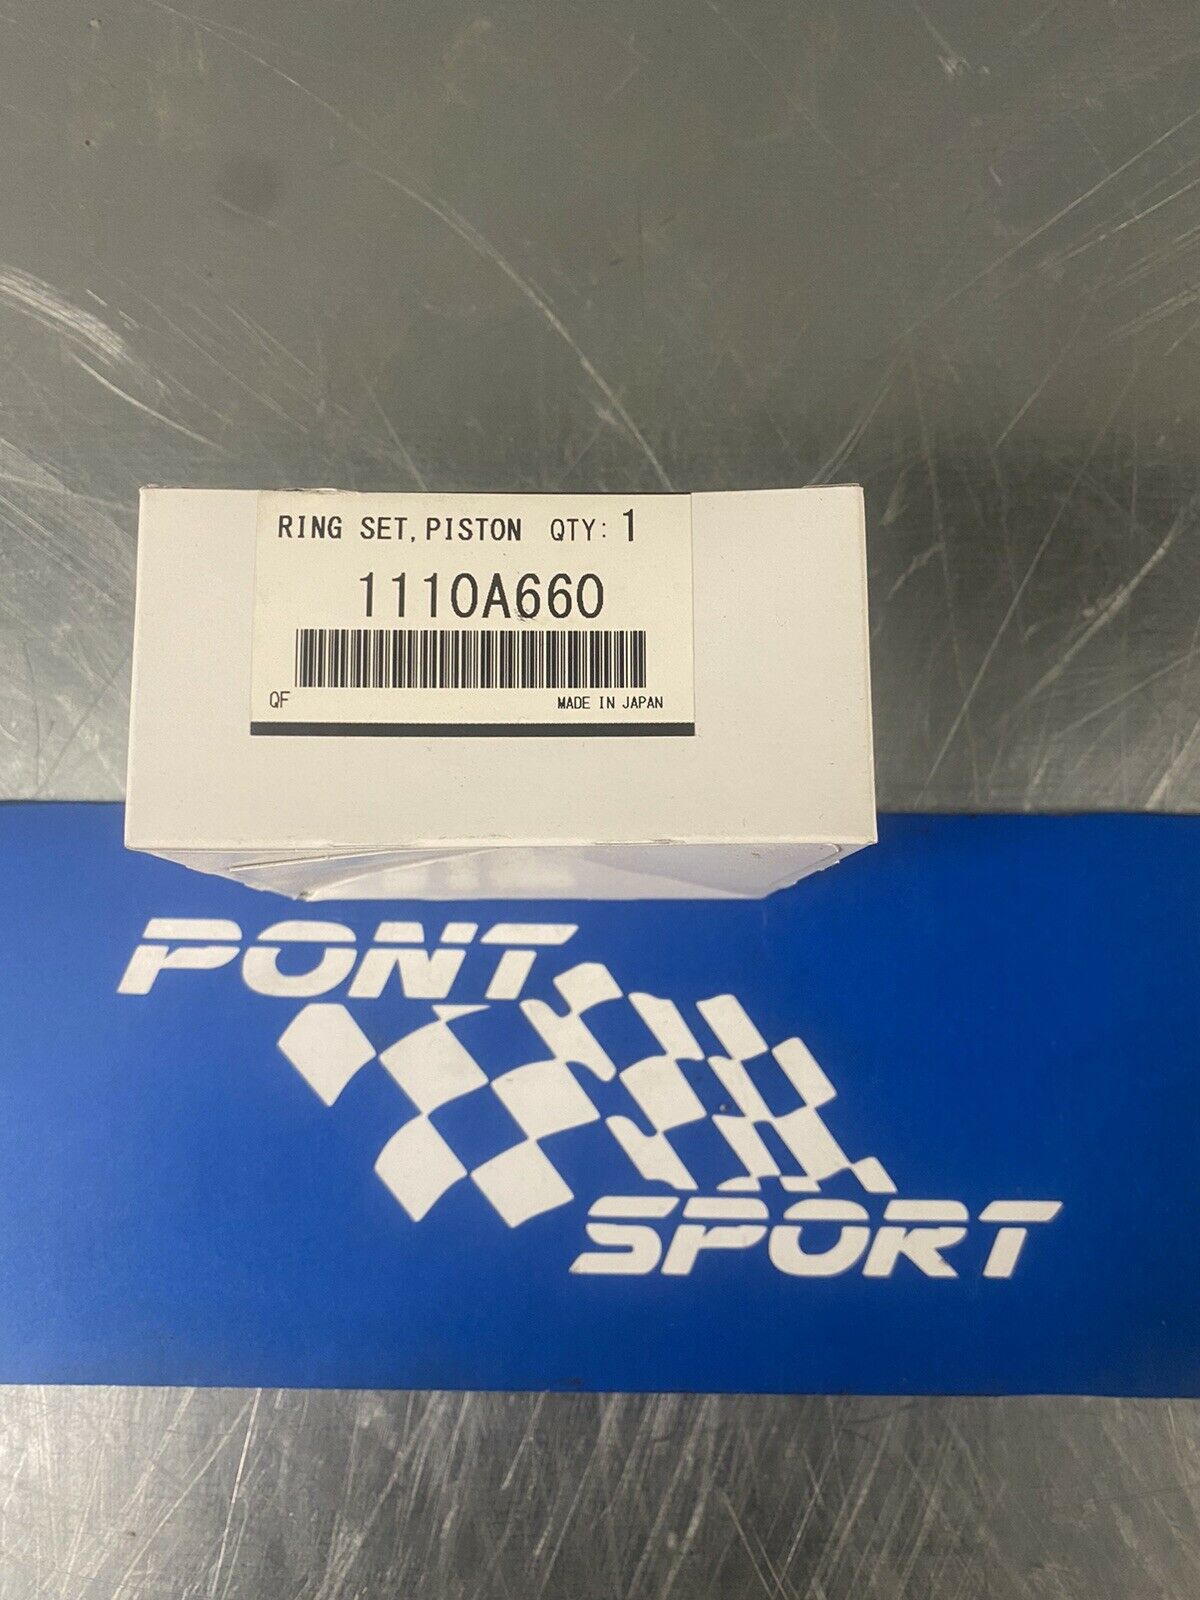 RING SET, PISTON QTY: 1
1110A660
QF MADE IN JAPAN
PONT
SPORT